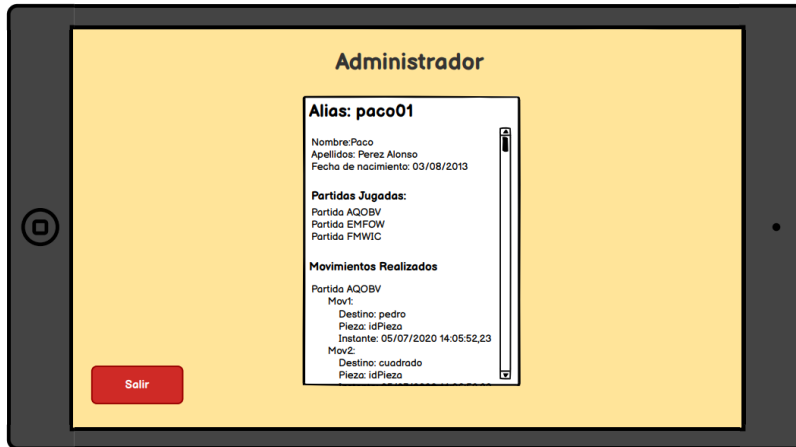 Administrador
Alias: paco01
Nombre:Paco
Apellidos: Perez Alonso
Fecha de nacimiento: 03/08/2013
Partidas Jugadas:
Partida AQOBV
Partida EMFOW
Partida FMWIC
Movimientos Realizados
Partida AQOBV
Mov1:
Destino: pedro
Pieza: idPieza
Instante: 05/07/2020 14:05:52,23
Mov2:
Destino: cuadrado
Pieza: idPieza
Salir